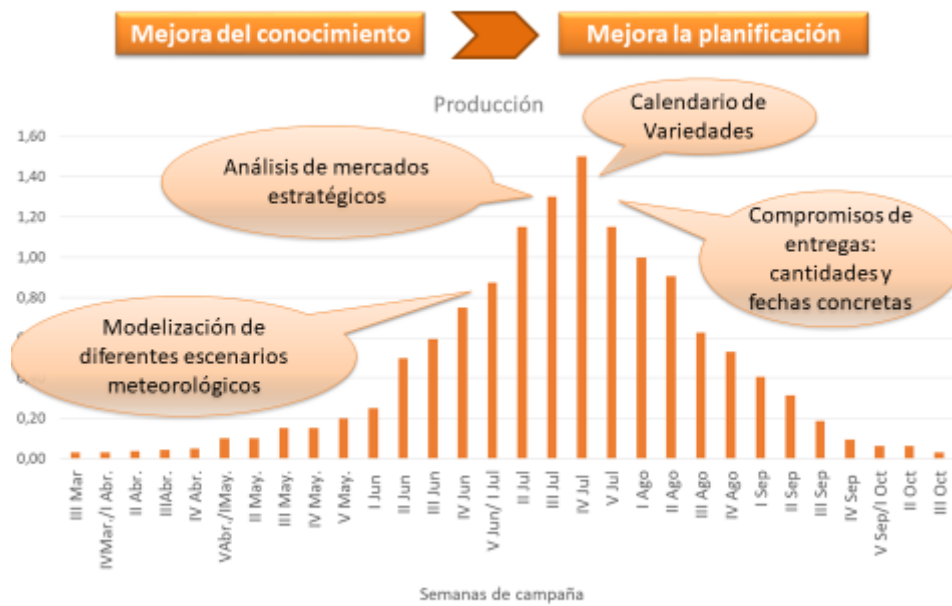 Mejora del conocimiento
Mejora la planificación
Producción
Calendario de
Variedades
Análisis de mercados
estratégicos
Compromisos de
entregas:
cantidades y
fechas concretas
Modelización de
diferentes escenarios
meteorológicos
1,60
1,40
1,20
1,00
0,80
0,20
0,00
III Mar
IVMar./I Abr.
II Abr.
IIIAbr.
IV Abr.
VAbr./IMay.
II May.
III May.
IV May.
V May.
I Jun
II Jun
III Jun
IV Jun
V Jun/ I Jul
II Jul
III Jul
IV Jul
V Jul
I Ago
II Ago
III Ago
IV Ago
I Sep
II Sep
III Sep
IV Sep
V Sep/I Oct
II Oct
III Oct
Semanas de campaña